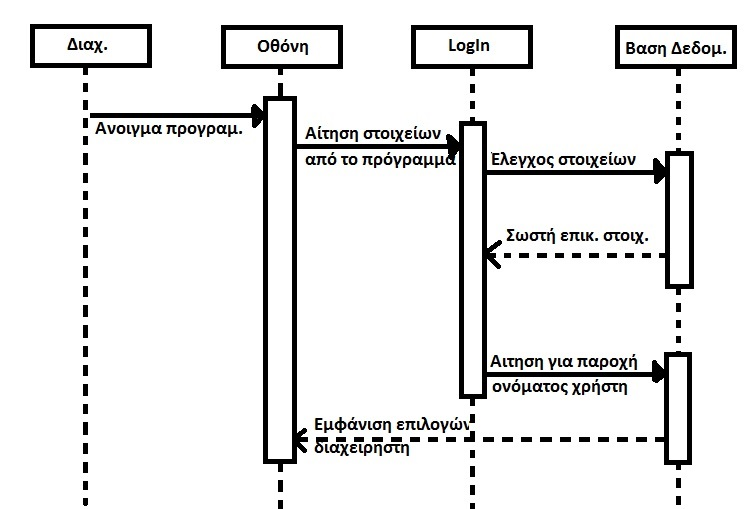 Διαχ.
Οθόνη
LogIn
Βαση Δεδομ.
Ανοιγμα προγραμ.
Αίτηση στοιχείων
από το πρόγραμμα
Έλεγχος στοιχείων
Σωστή επικ. στοιχ.
Αιτηση για παροχή
ονόματος χρήστη
Εμφάνιση επιλογών
διαχειρηστη